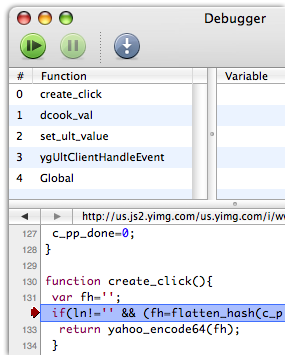 Debugger
# Function Variable
0 create_click
1 dcook_val
2 set_ult_value
3 ygUltClientHandleEvent
4 Global
http://us.js2.yimg.com/us.yimg.com/i/w
127 c_pp_done=0;
128 }
129
130 function create_click(){
131 var fh='';
if(ln!='' && (fh=flatten_hash(c_p
133 return yahoo_encode64(fh);
134 }